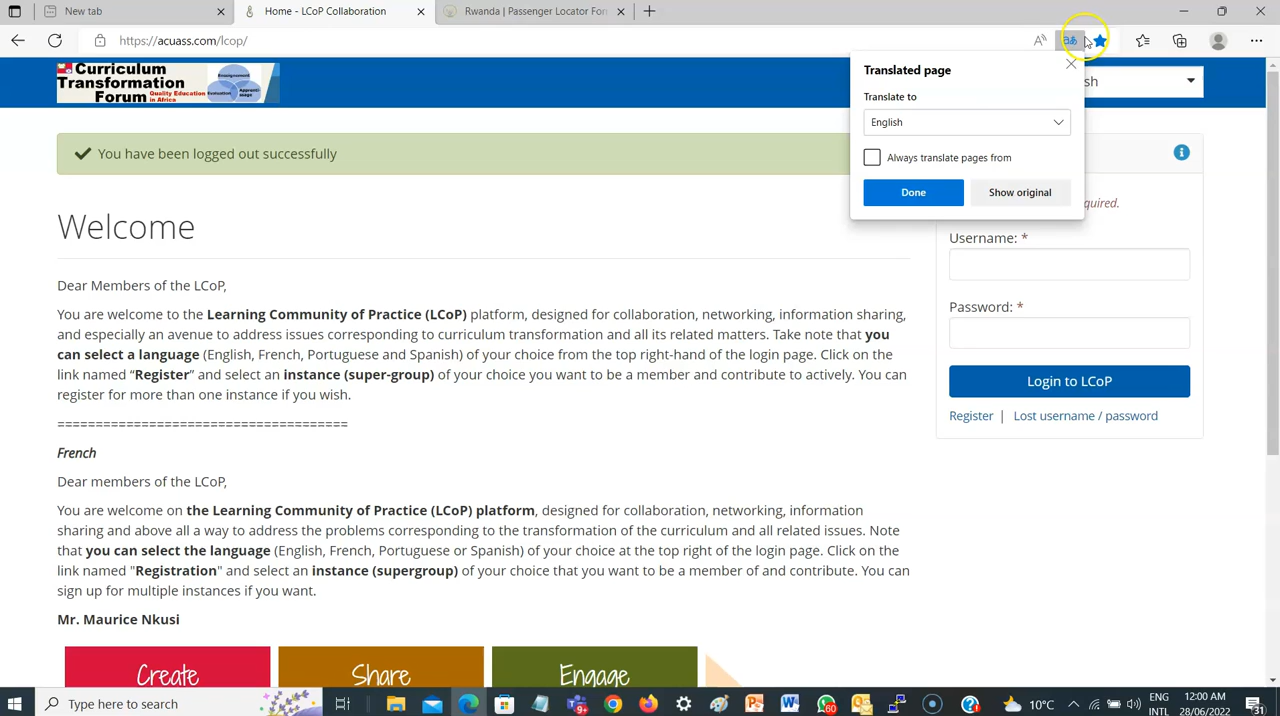 New tab
Home - LCoP Collaboration
Rwanda | Passenger Locator For
https://acuass.com/lcop/
Curriculum
Transformation
Forum Quality Education in Africa
Enseignement
Evaluation
Apprenti-
ssage
Translated page
Translate to
English
Always translate pages from
Done
Show original
sh
You have been logged out successfully
quired.
Username: *
Password: *
Login to LCoP
Register | Lost username / password
Welcome
Dear Members of the LCoP,
You are welcome to the Learning Community of Practice (LCoP) platform, designed for collaboration, networking, information sharing,
and especially an avenue to address issues corresponding to curriculum transformation and all its related matters. Take note that you
can select a language (English, French, Portuguese and Spanish) of your choice from the top right-hand of the login page. Click on the
link named “Register” and select an instance (super-group) of your choice you want to be a member and contribute to actively. You can
register for more than one instance if you wish.
=====================================
French
Dear members of the LCoP,
You are welcome on the Learning Community of Practice (LCoP) platform, designed for collaboration, networking, information
sharing and above all a way to address the problems corresponding to the transformation of the curriculum and all related issues. Note
that you can select the language (English, French, Portuguese or Spanish) of your choice at the top right of the login page. Click on the
link named "Registration" and select an instance (supergroup) of your choice that you want to be a member of and contribute. You can
sign up for multiple instances if you want.
Mr. Maurice Nkusi
Create
Share
Engage
Type here to search
60
10°C
ENG
INTL
12:00 AM
28/06/2022
31